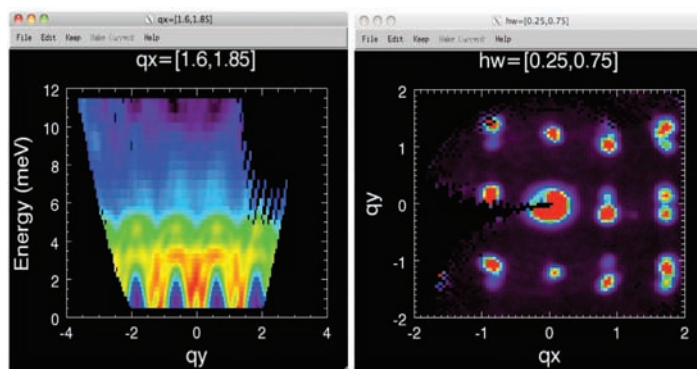 qx=[1.6,1.85]
File Edit Keep Make Current Help
qx=[1.6,1.85]
12
10
8
6
4
2
0
Energy (meV)
-4 -2 0 2 4
qy
hw=[0.25,0.75]
File Edit Keep Make Current Help
hw=[0.25,0.75]
2
1
0
-1
-2
qy
-1 0 1 2
qx